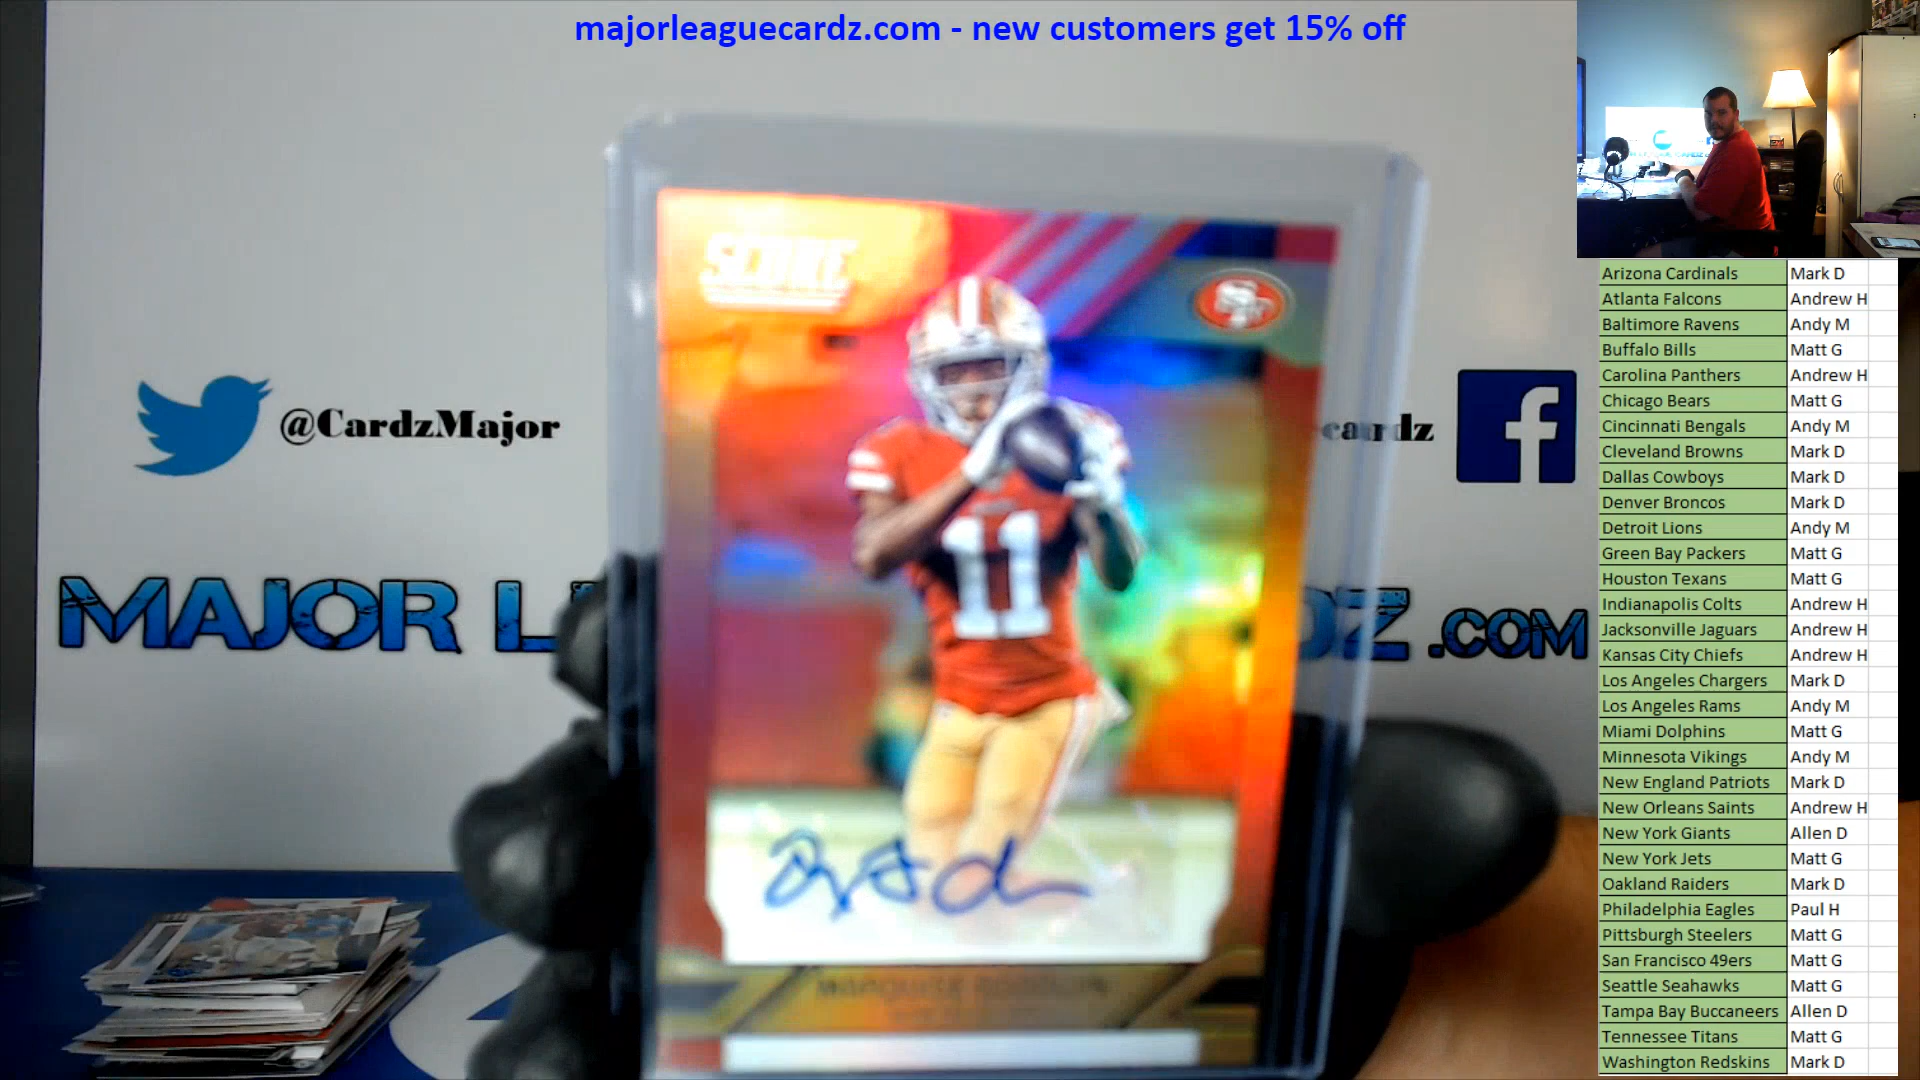 majorleaguecardz.com - new customers get 15% off
SCORE
SF
@CardzMajor
cardz
f
MAJOR L
DZ .COM
11
MARQUISE GOODWIN
Arizona Cardinals Mark D
Atlanta Falcons Andrew H
Baltimore Ravens Andy M
Buffalo Bills Matt G
Carolina Panthers Andrew H
Chicago Bears Matt G
Cincinnati Bengals Andy M
Cleveland Browns Mark D
Dallas Cowboys Mark D
Denver Broncos Mark D
Detroit Lions Andy M
Green Bay Packers Matt G
Houston Texans Matt G
Indianapolis Colts Andrew H
Jacksonville Jaguars Andrew H
Kansas City Chiefs Andrew H
Los Angeles Chargers Mark D
Los Angeles Rams Andy M
Miami Dolphins Matt G
Minnesota Vikings Andy M
New England Patriots Mark D
New Orleans Saints Andrew H
New York Giants Allen D
New York Jets Matt G
Oakland Raiders Mark D
Philadelphia Eagles Paul H
Pittsburgh Steelers Matt G
San Francisco 49ers Matt G
Seattle Seahawks Matt G
Tampa Bay Buccaneers Allen D
Tennessee Titans Matt G
Washington Redskins Mark D